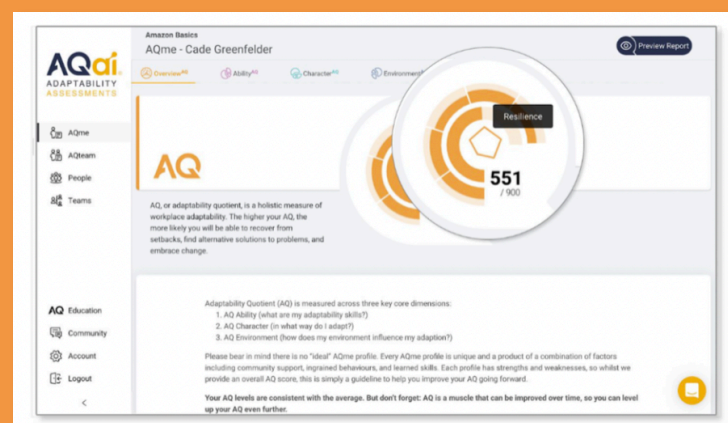 Amazon Basics
AQme - Cade Greenfelder
Preview Report
AQai
ADAPTABILITY
ASSESSMENTS
Overview AQ
Ability AQ
Character AQ
Environment
AQme
AQteam
People
Teams
Resilience
551
/ 900
AQ
AQ, or adaptability quotient, is a holistic measure of
workplace adaptability. The higher your AQ, the
more likely you will be able to recover from
setbacks, find alternative solutions to problems, and
embrace change.
AQ Education
Community
Account
Logout
Adaptability Quotient (AQ) is measured across three key core dimensions:
1. AQ Ability (what are my adaptability skills?)
2. AQ Character (in what way do I adapt?)
3. AQ Environment (how does my environment influence my adaption?)
Please bear in mind there is no "ideal" AQme profile. Every AQme profile is unique and a product of a combination of factors
including community support, ingrained behaviours, and learned skills. Each profile has strengths and weaknesses, so whilst we
provide an overall AQ score, this is simply a guideline to help you improve your AQ going forward.
Your AQ levels are consistent with the average. But don't forget: AQ is a muscle that can be improved over time, so you can level
up your AQ even further.